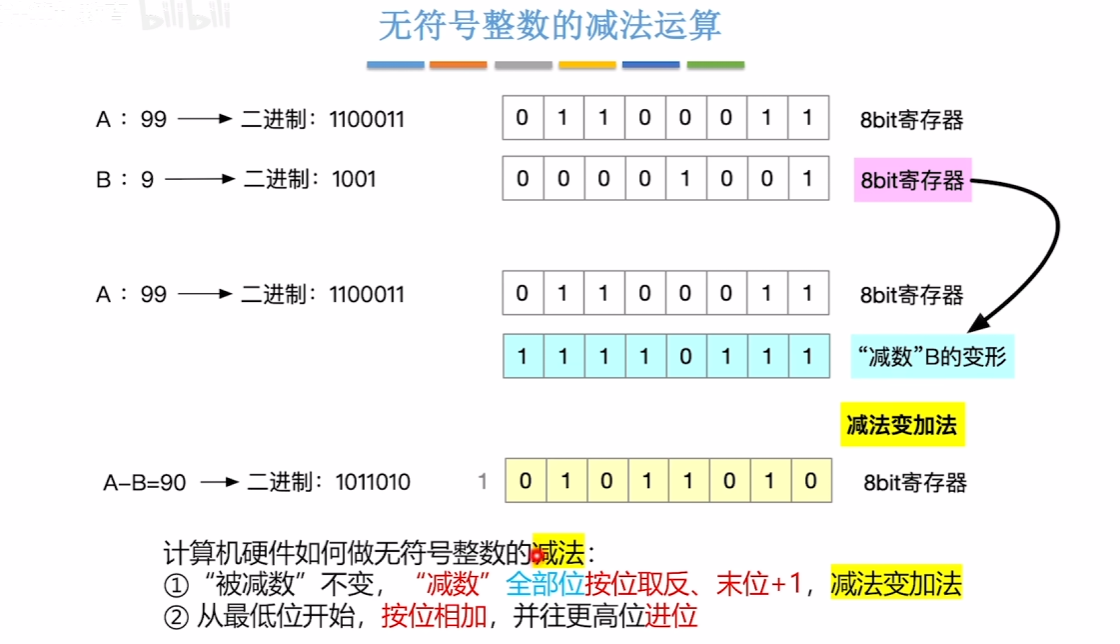 bilibili
无符号整数的减法运算
A：99 → 二进制：1100011 0 1 1 0 0 0 1 1 8bit寄存器
B：9 → 二进制：1001 0 0 0 0 1 0 0 1 8bit寄存器
A：99 → 二进制：1100011 0 1 1 0 0 0 1 1 8bit寄存器
1 1 1 1 0 1 1 1 “减数”B的变形
减法变加法
A-B=90 → 二进制：1011010 1 0 1 0 1 1 0 1 0 8bit寄存器
计算机硬件如何做无符号整数的减法：
①“被减数”不变，“减数”全部位按位取反、末位+1，减法变加法
② 从最低位开始，按位相加，并往更高位进位